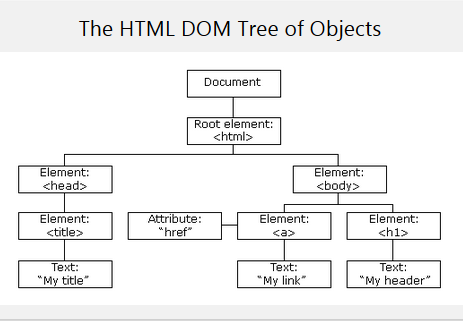 The HTML DOM Tree of Objects
Document
Root element:
<html>
Element:
<head>
Element:
<body>
Element:
<title>
Attribute:
“href”
Element:
<a>
Element:
<h1>
Text:
“My title”
Text:
“My link”
Text:
“My header”